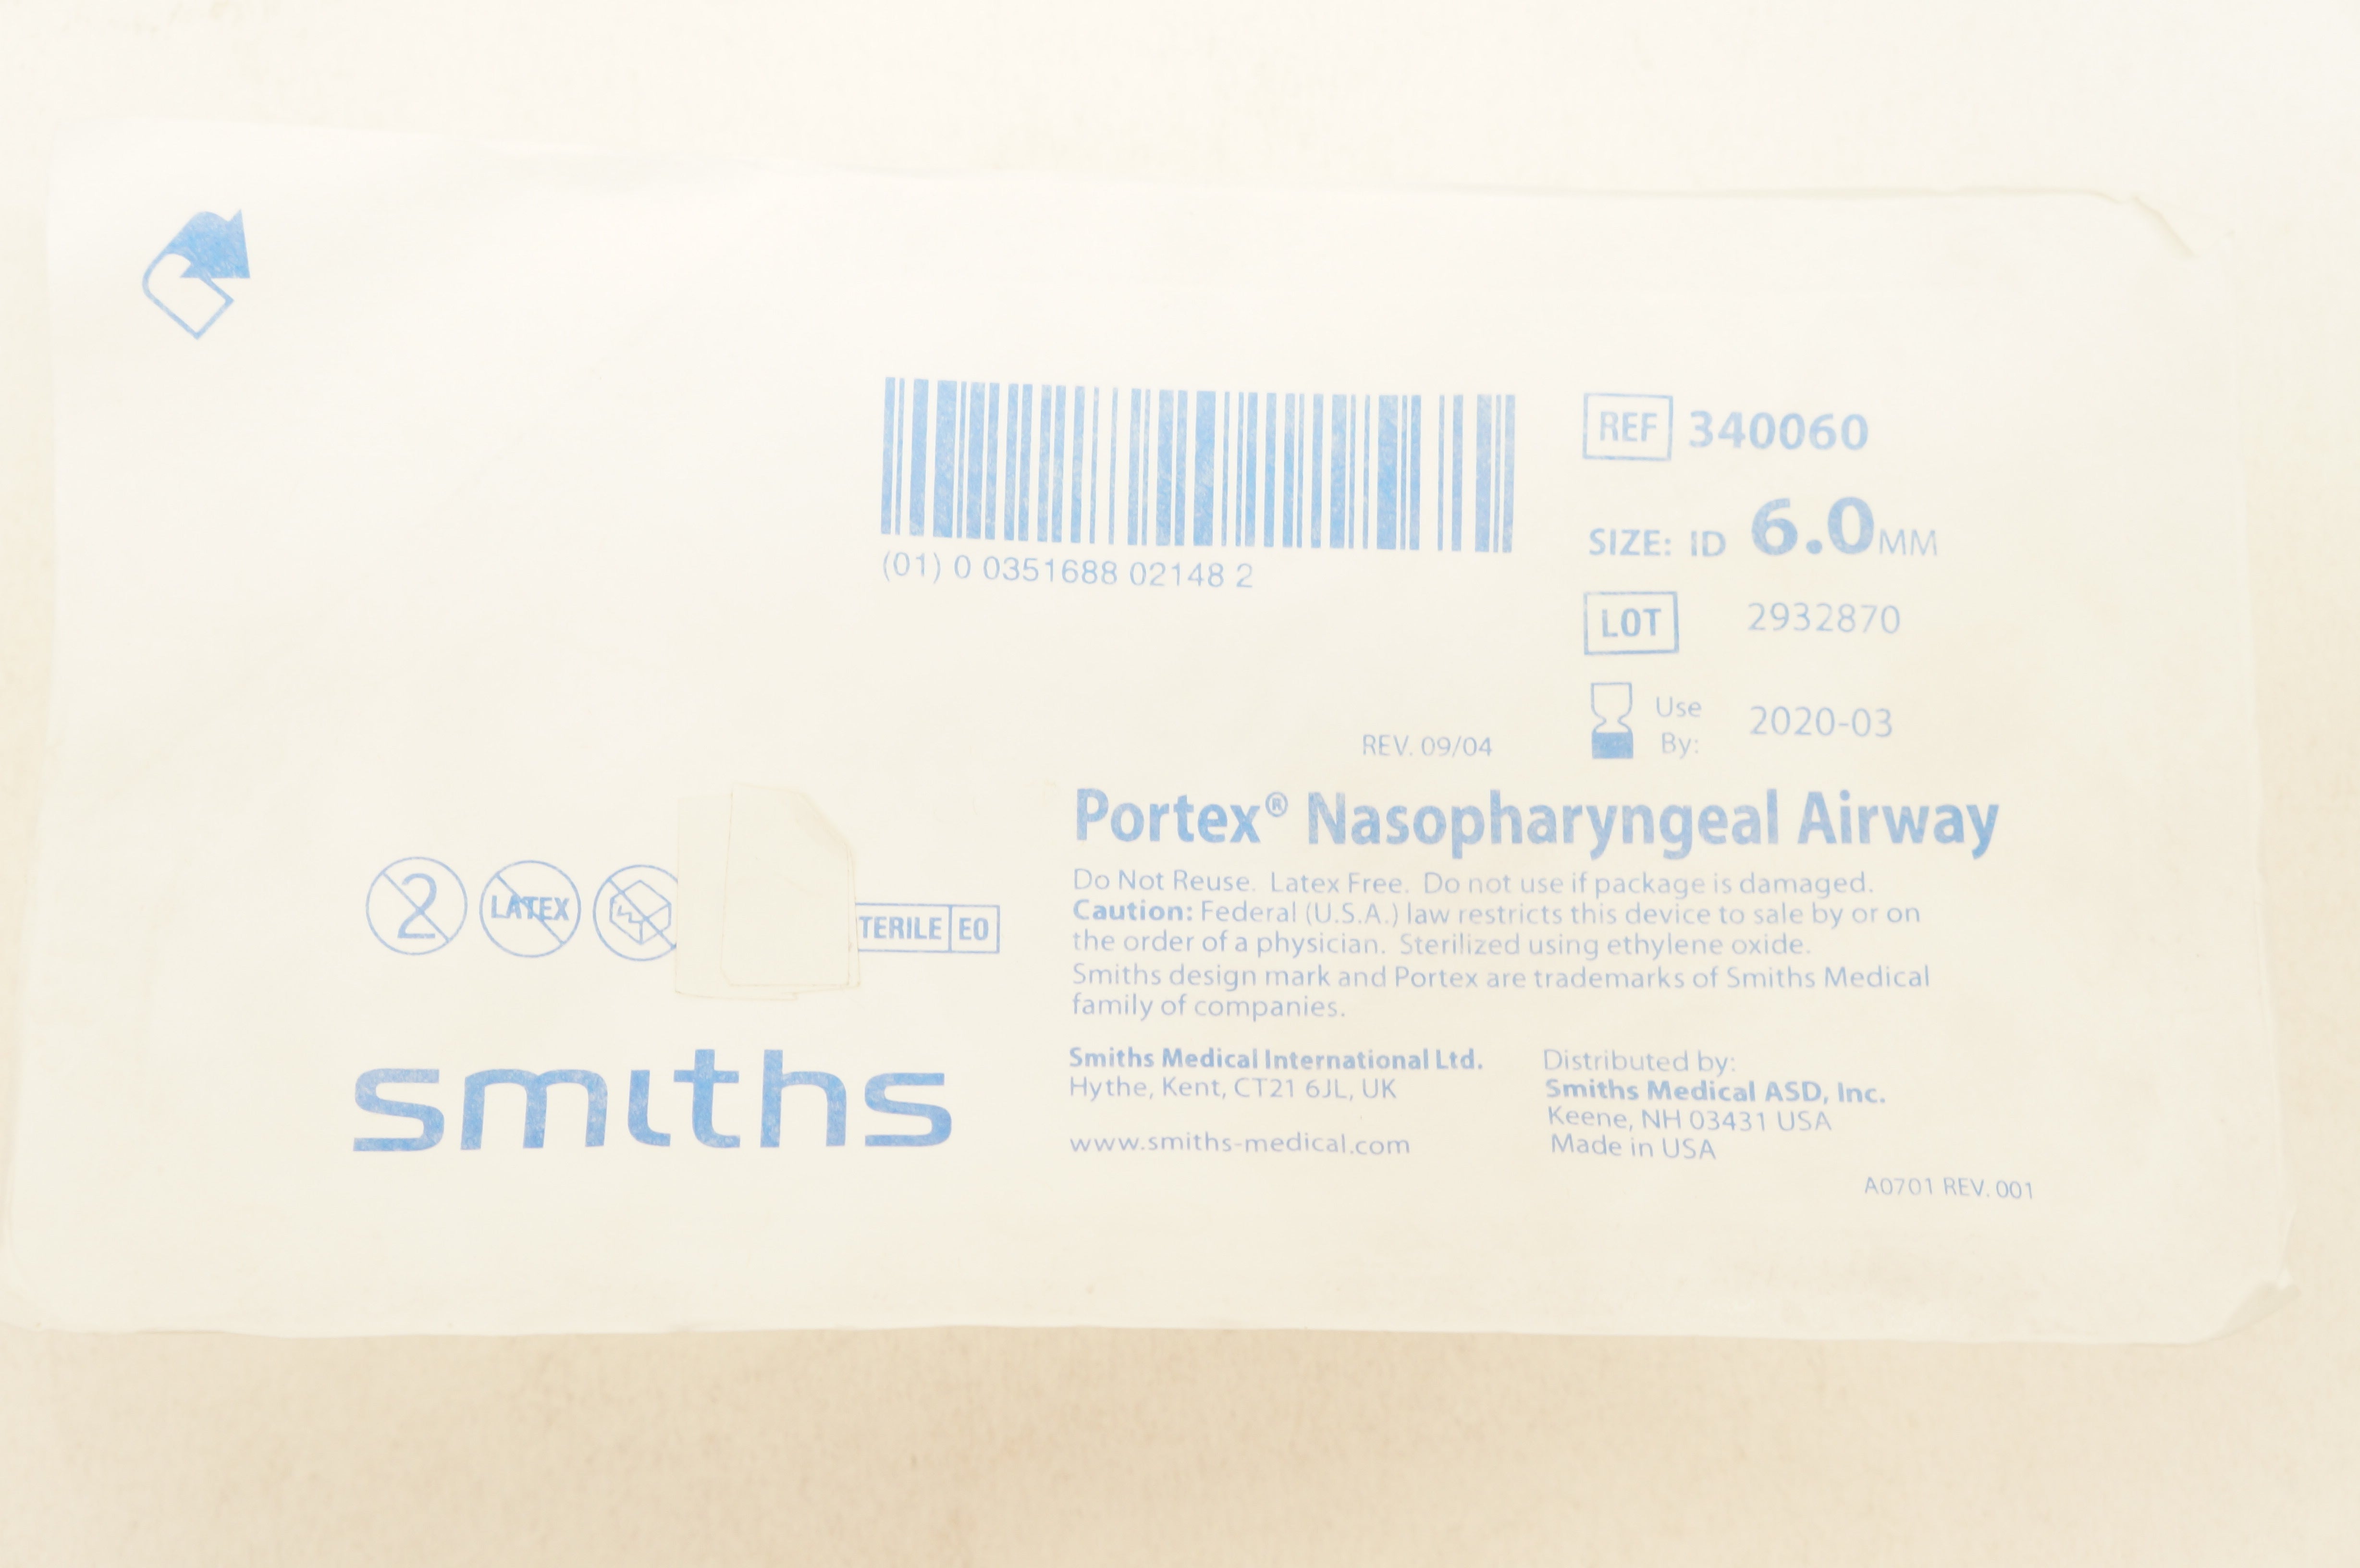 (01) 0 0351688 02148 2
REF 340060
SIZE: ID 6.0 MM
LOT 2932870
Use By: 2020-03
REV. 09/04
Portex® Nasopharyngeal Airway
Do Not Reuse. Latex Free. Do not use if package is damaged.
Caution: Federal (U.S.A.) law restricts this device to sale by or on
the order of a physician. Sterilized using ethylene oxide.
Smiths design mark and Portex are trademarks of Smiths Medical
family of companies.
2 LATEX TERILE EO
smiths
Smiths Medical International Ltd.
Hythe, Kent, CT21 6JL, UK
www.smiths-medical.com
Distributed by:
Smiths Medical ASD, Inc.
Keene, NH 03431 USA
Made in USA
A0701 REV. 001